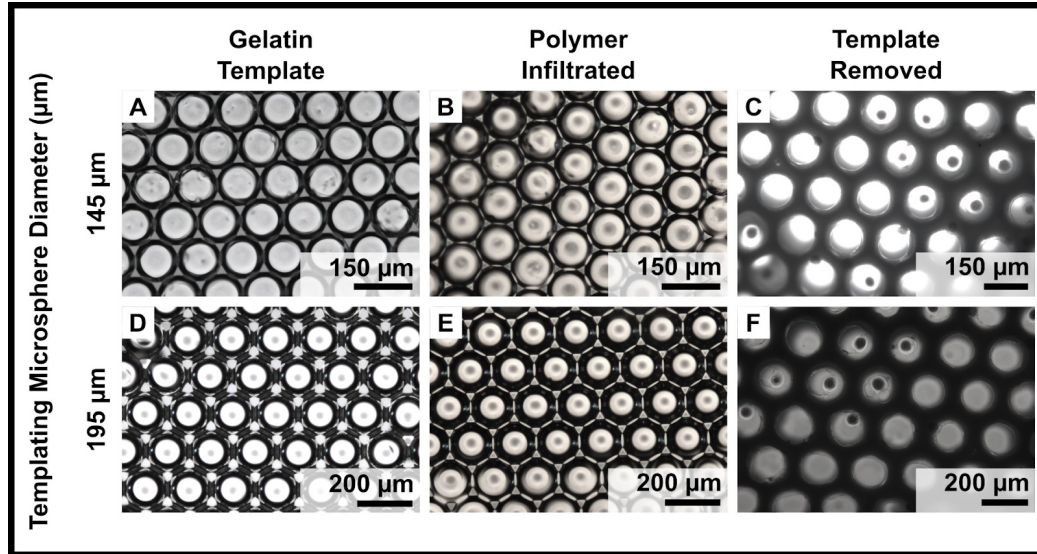 Gelatin
Template
Polymer
Infiltrated
Template
Removed
Templating Microsphere Diameter (µm)
145 µm
A
150 µm
B
150 µm
C
150 µm
195 µm
D
200 µm
E
200 µm
F
200 µm